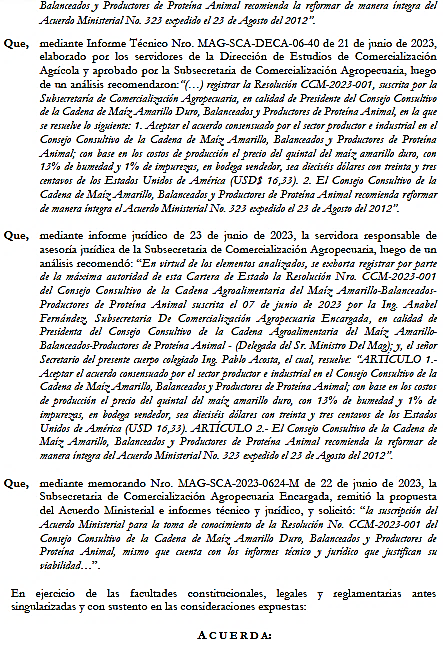 Balanceados y Productores de Proteína Animal recomienda la reformar de manera íntegra del
Acuerdo Ministerial No. 323 expedido el 23 de Agosto del 2012".
Que, mediante Informe Técnico Nro. MAG-SCA-DECA-06-40 de 21 de junio de 2023,
elaborado por los servidores de la Dirección de Estudios de Comercialización
Agrícola y aprobado por la Subsecretaría de Comercialización Agropecuaria, luego
de un análisis recomendaron: "(…) registrar la Resolución CCM-2023-001, suscrita por la
Subsecretaría de Comercialización Agropecuaria, en calidad de Presidente del Consejo Consultivo
de la Cadena de Maíz Amarillo Duro, Balanceados y Productores de Proteína Animal, en la que
se resuelve lo siguiente: 1. Aceptar el acuerdo consensuado por el sector productor e industrial en el
Consejo Consultivo de la Cadena de Maíz Amarillo, Balanceados y Productores de Proteína
Animal; con base en los costos de producción el precio del quintal del maíz amarillo duro, con
13% de humedad y 1% de impurezas, en bodega vendedor, sea dieciséis dólares con treinta y tres
centavos de los Estados Unidos de América (USD$ 16,33). 2. El Consejo Consultivo de la
Cadena de Maíz Amarillo, Balanceados y Productores de Proteína Animal recomienda reformar
de manera integra el Acuerdo Ministerial No. 323 expedido el 23 de Agosto del 2012".
Que, mediante informe jurídico de 23 de junio de 2023, la servidora responsable de
asesoría jurídica de la Subsecretaría de Comercialización Agropecuaria, luego de un
análisis recomendó: "En virtud de los elementos analizados, se exhorta registrar por parte
de la máxima autoridad de esta Cartera de Estado la Resolución Nro. CCM-2023-001
del Consejo Consultivo de la Cadena Agroalimentaria del Maíz Amarillo-Balanceados-
Productores de Proteína Animal suscrita el 07 de junio de 2023 por la Ing. Anabel
Fernández, Subsecretaria De Comercialización Agropecuaria Encargada, en calidad de
Presidenta del Consejo Consultivo de la Cadena Agroalimentaria del Maíz Amarillo-
Balanceados-Productores de Proteína Animal - (Delegada del Sr. Ministro Del Mag); y, el señor
Secretario del presente cuerpo colegiado Ing. Pablo Acosta, el cual, resuelve: "ARTÍCULO 1.-
Aceptar el acuerdo consensuado por el sector productor e industrial en el Consejo Consultivo de la
Cadena de Maíz Amarillo, Balanceados y Productores de Proteína Animal; con base en los costos
de producción el precio del quintal del maíz amarillo duro, con 13% de humedad y 1% de
impurezas, en bodega vendedor, sea dieciséis dólares con treinta y tres centavos de los Estados
Unidos de América (USD 16,33). ARTÍCULO 2.- El Consejo Consultivo de la Cadena de
Maíz Amarillo, Balanceados y Productores de Proteína Animal recomienda la reformar de
manera íntegra del Acuerdo Ministerial No. 323 expedido el 23 de Agosto del 2012".
Que, mediante memorando Nro. MAG-SCA-2023-0624-M de 22 de junio de 2023, la
Subsecretaria de Comercialización Agropecuaria Encargada, remitió la propuesta
del Acuerdo Ministerial e informes técnico y jurídico, y solicitó: "la suscripción del
Acuerdo Ministerial para la toma de conocimiento de la Resolución No. CCM-2023-001 del
Consejo Consultivo de la Cadena de Maíz Amarillo Duro, Balanceados y Productores de
Proteína Animal, mismo que cuenta con los informes técnico y jurídico que justifican su
viabilidad…".
En ejercicio de las facultades constitucionales, legales y reglamentarias antes
singularizadas y con sustento en las consideraciones expuestas:
ACUERDA: